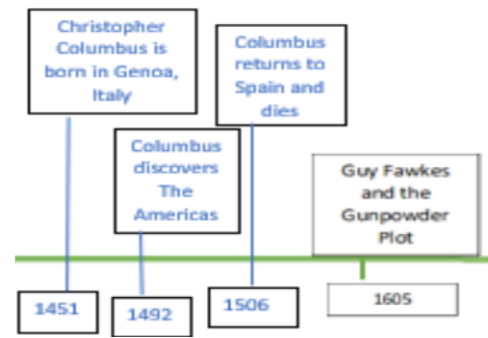 Christopher
Columbus is
born in Genoa,
Italy
Columbus
returns to
Spain and
dies
Columbus
discovers
The
Americas
Guy Fawkes
and the
Gunpowder
Plot
1451
1492
1506
1605